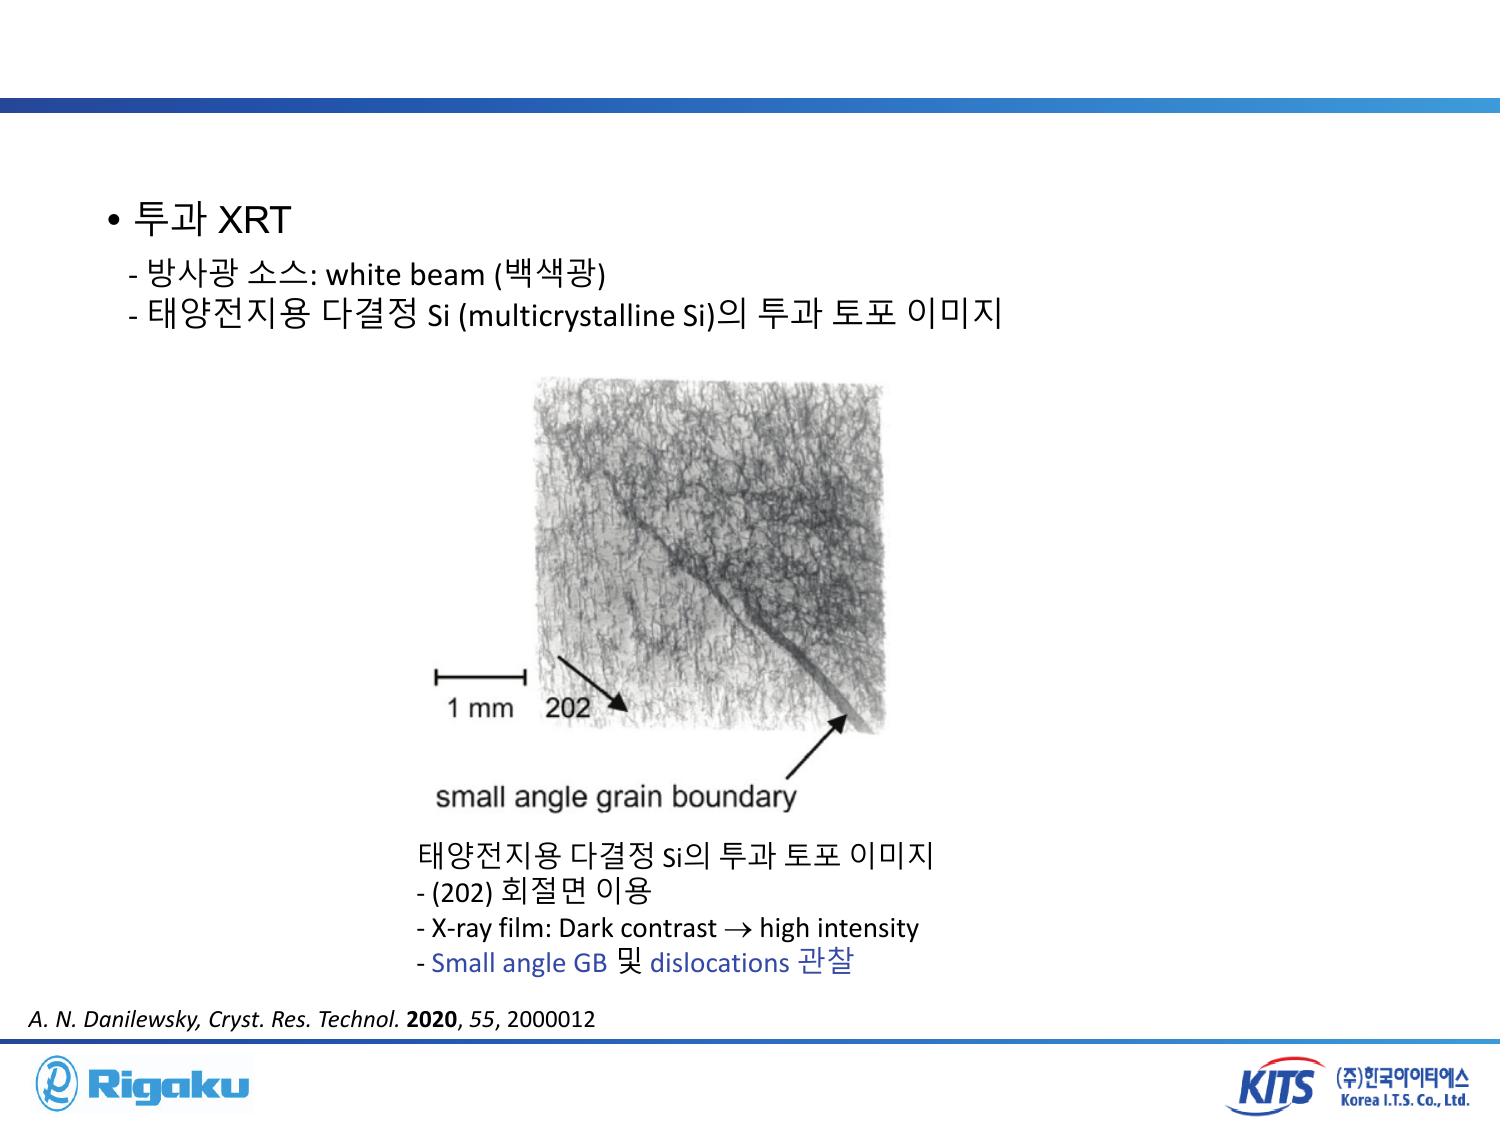 • 투과 XRT
- 방사광 소스: white beam (백색광)
- 태양전지용 다결정 Si (multicrystalline Si)의 투과 토포 이미지
1 mm
202
small angle grain boundary
태양전지용 다결정 Si의 투과 토포 이미지
- (202) 회절면 이용
- X-ray film: Dark contrast → high intensity
- Small angle GB 및 dislocations 관찰
A. N. Danilewsky, Cryst. Res. Technol. 2020, 55, 2000012
Rigaku
KITS
(주)한국아이티에스
Korea I.T.S. Co., Ltd.